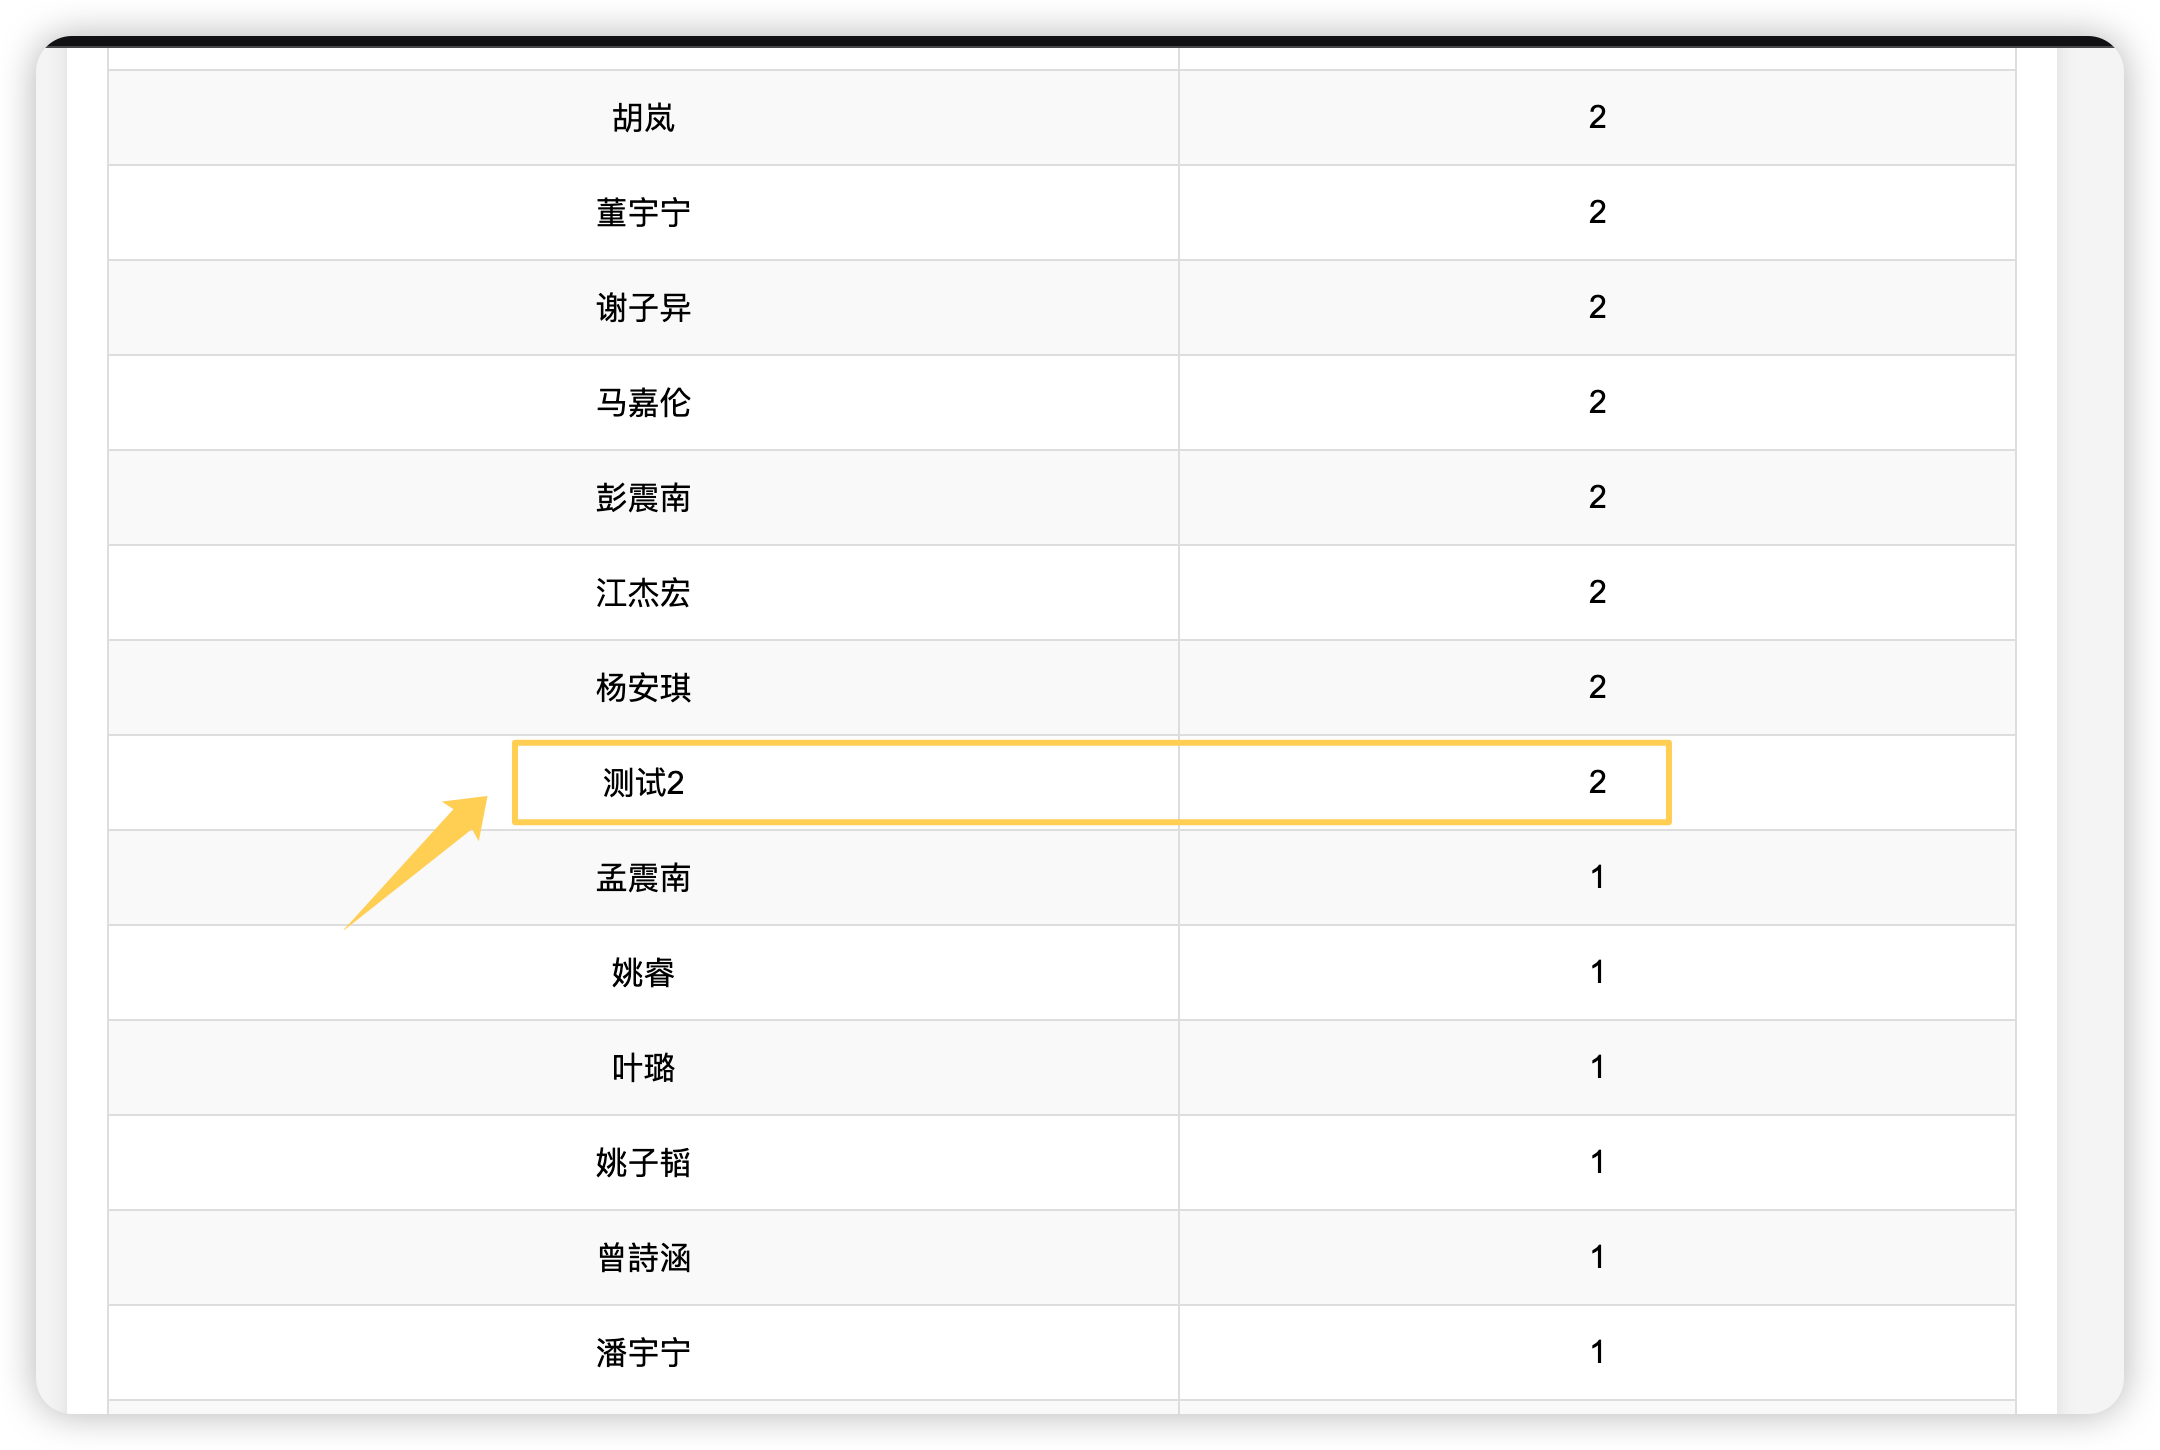 胡岚 2
董宇宁 2
谢子异 2
马嘉伦 2
彭震南 2
江杰宏 2
杨安琪 2
测试2 2
孟震南 1
姚睿 1
叶璐 1
姚子韬 1
曾詩涵 1
潘宇宁 1